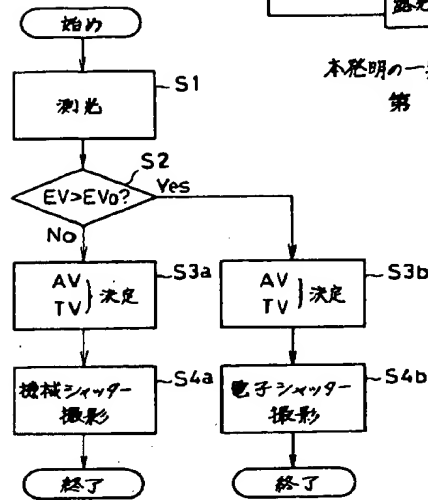 始め
本発明の一
第
測光
S1
S2
EV>EVo?
Yes
No
AV
TV } 決定
S3a
AV
TV } 決定
S3b
機械シャッター
撮影
S4a
電子シャッター
撮影
S4b
終了
終了